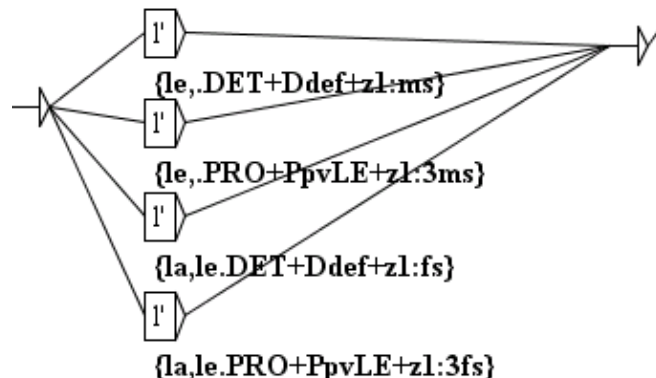 l'
{le,.DET+Ddef+z1:ms}
l'
{le,.PRO+PpvLE+z1:3ms}
l'
{la,le.DET+Ddef+z1:fs}
l'
{la,le.PRO+PpvLE+z1:3fs}